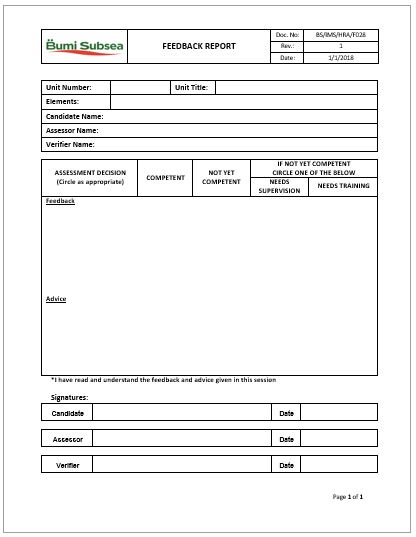 Bumi Subsea
FEEDBACK REPORT
Doc. No: BS/IMS/HRA/F028
Rev.: 1
Date: 1/1/2018
Unit Number: Unit Title:
Elements:
Candidate Name:
Assessor Name:
Verifier Name:
ASSESSMENT DECISION
(Circle as appropriate)
COMPETENT
NOT YET
COMPETENT
IF NOT YET COMPETENT
CIRCLE ONE OF THE BELOW
NEEDS
SUPERVISION
NEEDS TRAINING
Feedback
Advice
*I have read and understand the feedback and advice given in this session
Signatures:
Candidate Date
Assessor Date
Verifier Date
Page 1 of 1